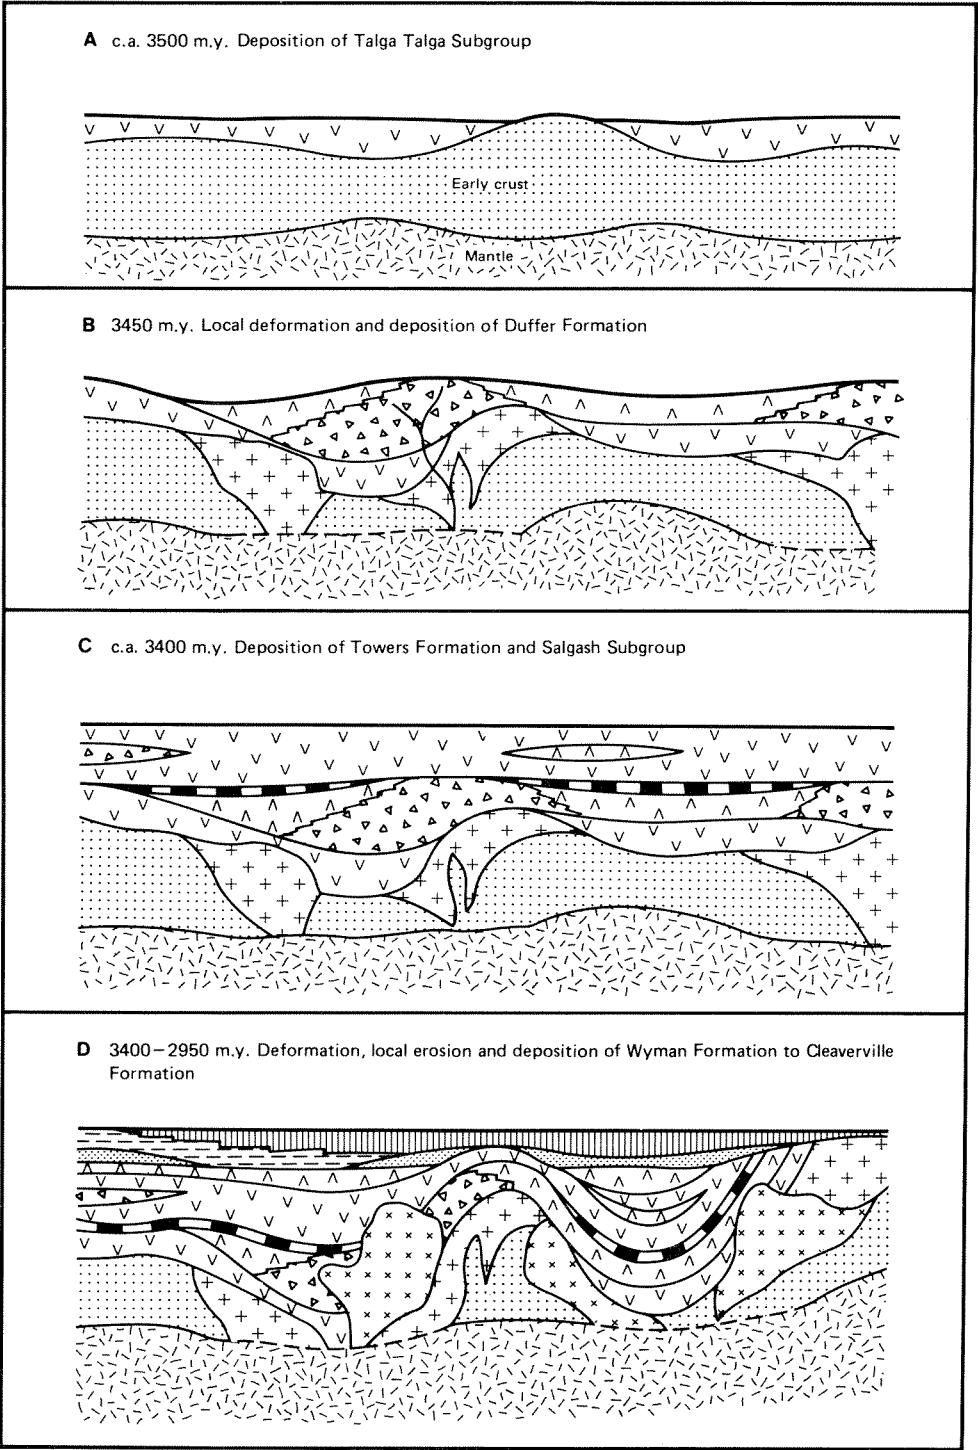 A c.a. 3500 m.y. Deposition of Talga Talga Subgroup
Early crust
Mantle
B 3450 m.y. Local deformation and deposition of Duffer Formation
C c.a. 3400 m.y. Deposition of Towers Formation and Salgash Subgroup
D 3400–2950 m.y. Deformation, local erosion and deposition of Wyman Formation to Cleaverville
Formation